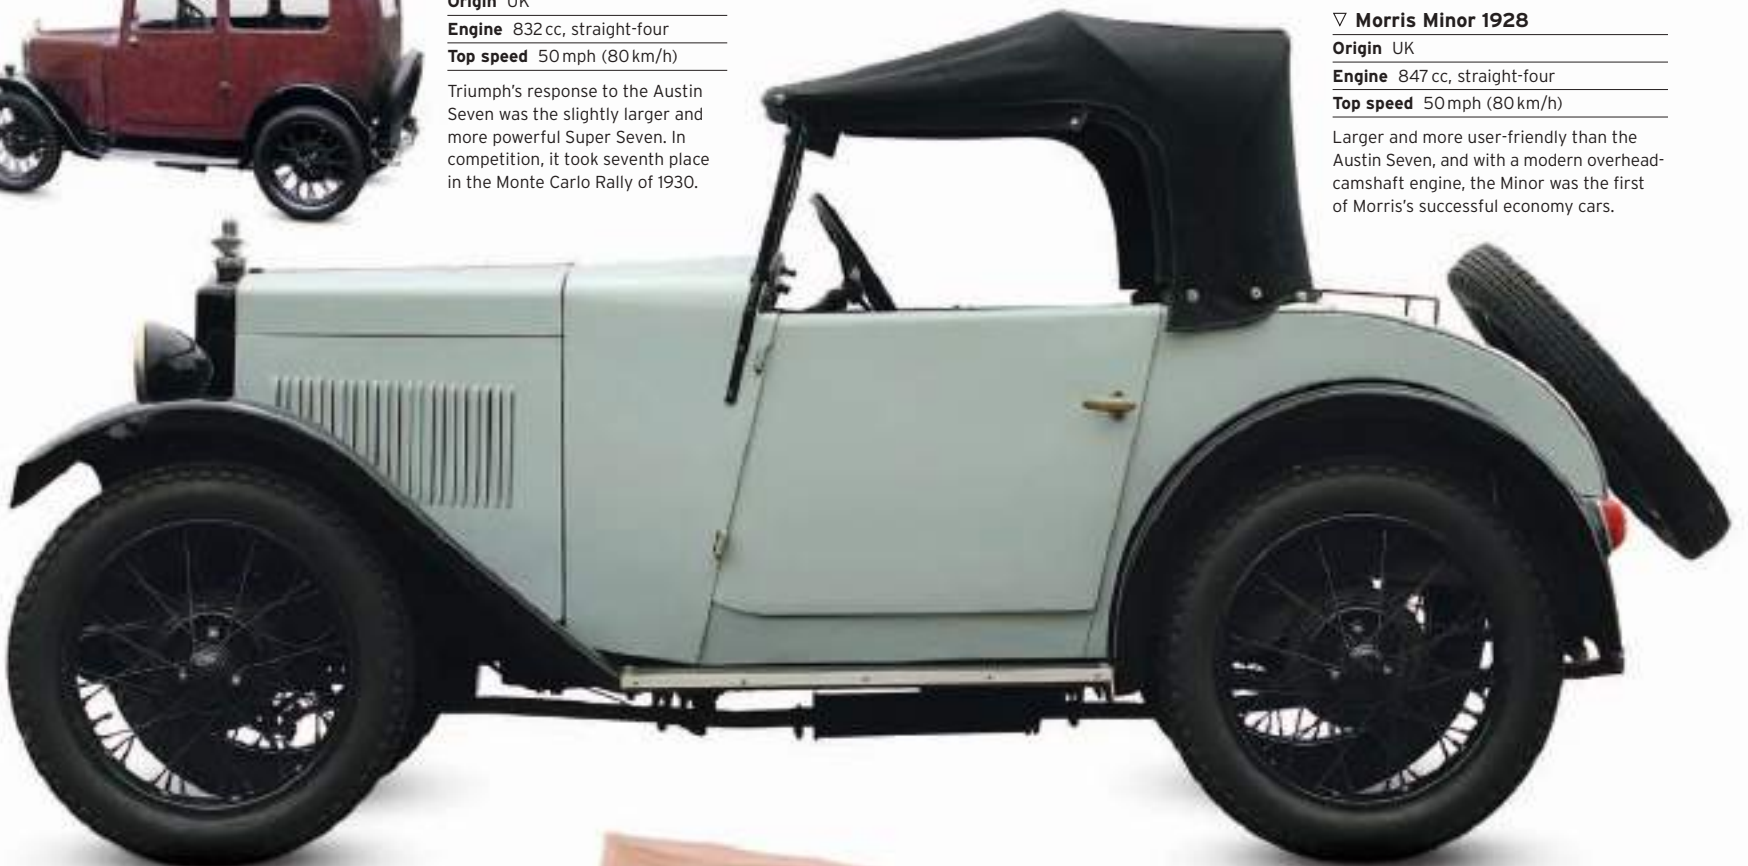 Origin UK
Engine 832 cc, straight-four
Top speed 50 mph (80 km/h)
Triumph's response to the Austin
Seven was the slightly larger and
more powerful Super Seven. In
competition, it took seventh place
in the Monte Carlo Rally of 1930.
▽ Morris Minor 1928
Origin UK
Engine 847 cc, straight-four
Top speed 50 mph (80 km/h)
Larger and more user-friendly than the
Austin Seven, and with a modern overhead-
camshaft engine, the Minor was the first
of Morris's successful economy cars.